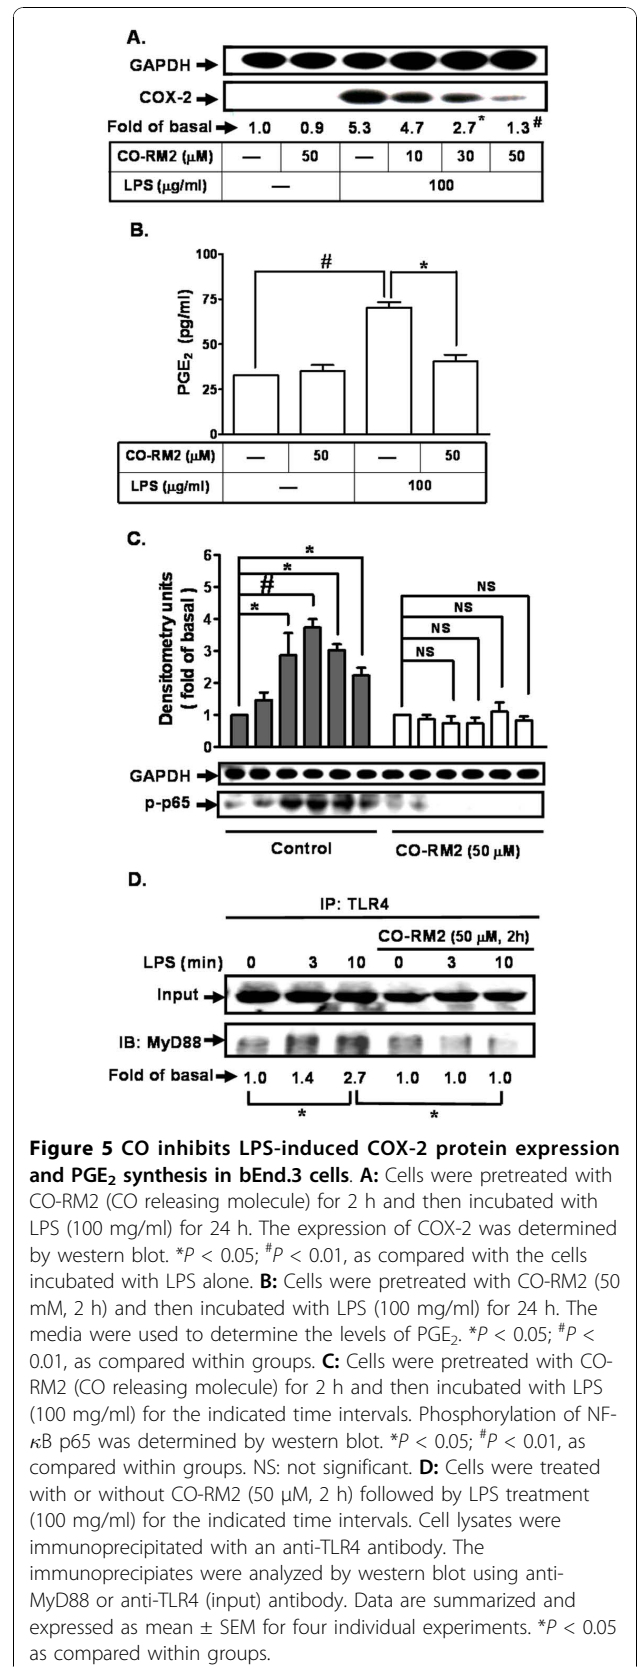 A.
GAPDH
COX-2
Fold of basal 1.0 0.9 5.3 4.7 2.7* 1.3#
CO-RM2 (μM) — 50 — 10 30 50
LPS (μg/ml) — 100
B.
100
75
50
25
0
PGE2 (pg/ml)
# *
CO-RM2 (μM) — 50 — 50
LPS (μg/ml) — 100
C.
6
5
4
3
2
1
0
Densitometry units
( fold of basal )
*
*
#
*
NS
NS
NS
NS
GAPDH
p-p65
Control CO-RM2 (50 μM)
D.
IP: TLR4
CO-RM2 (50 μM, 2h)
LPS (min) 0 3 10 0 3 10
Input
IB: MyD88
Fold of basal 1.0 1.4 2.7 1.0 1.0 1.0
* *
Figure 5 CO inhibits LPS-induced COX-2 protein expression
and PGE2 synthesis in bEnd.3 cells. A: Cells were pretreated with
CO-RM2 (CO releasing molecule) for 2 h and then incubated with
LPS (100 mg/ml) for 24 h. The expression of COX-2 was determined
by western blot. *P < 0.05; #P < 0.01, as compared with the cells
incubated with LPS alone. B: Cells were pretreated with CO-RM2 (50
mM, 2 h) and then incubated with LPS (100 mg/ml) for 24 h. The
media were used to determine the levels of PGE2. *P < 0.05; #P <
0.01, as compared within groups. C: Cells were pretreated with CO-
RM2 (CO releasing molecule) for 2 h and then incubated with LPS
(100 mg/ml) for the indicated time intervals. Phosphorylation of NF-
κB p65 was determined by western blot. *P < 0.05; #P < 0.01, as
compared within groups. NS: not significant. D: Cells were treated
with or without CO-RM2 (50 μM, 2 h) followed by LPS treatment
(100 mg/ml) for the indicated time intervals. Cell lysates were
immunoprecipitated with an anti-TLR4 antibody. The
immunoprecipiates were analyzed by western blot using anti-
MyD88 or anti-TLR4 (input) antibody. Data are summarized and
expressed as mean ± SEM for four individual experiments. *P < 0.05
as compared within groups.